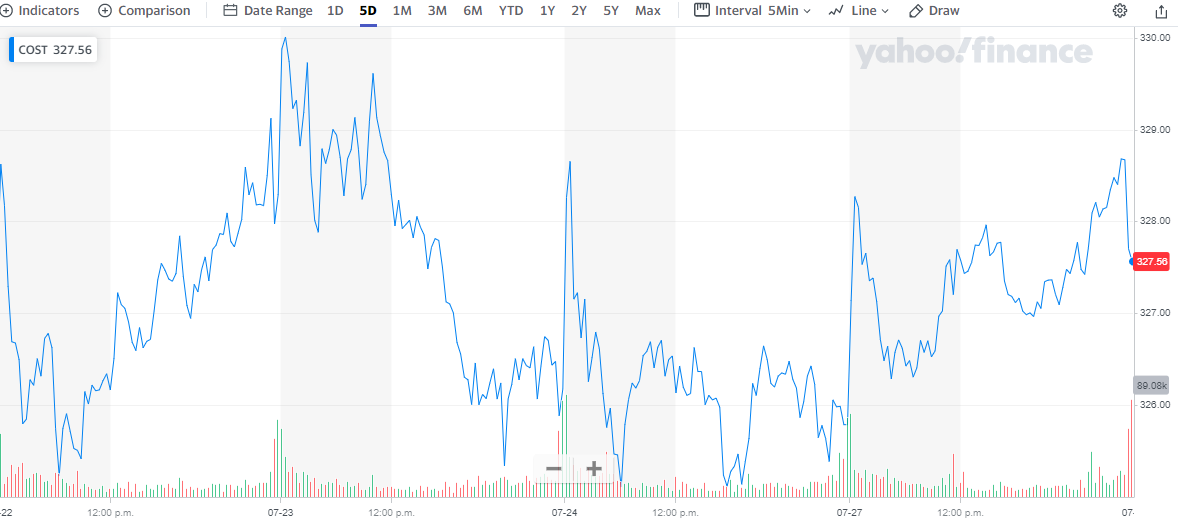 Indicators Comparison Date Range 1D 5D 1M 3M 6M YTD 1Y 2Y 5Y Max Interval 5Min Line Draw
COST 327.56
yahoo!finance
330.00
329.00
328.00
327.56
327.00
89.08k
326.00
-22 12:00 p.m. 07-23 12:00 p.m. 07-24 12:00 p.m. 07-27 12:00 p.m. 07-